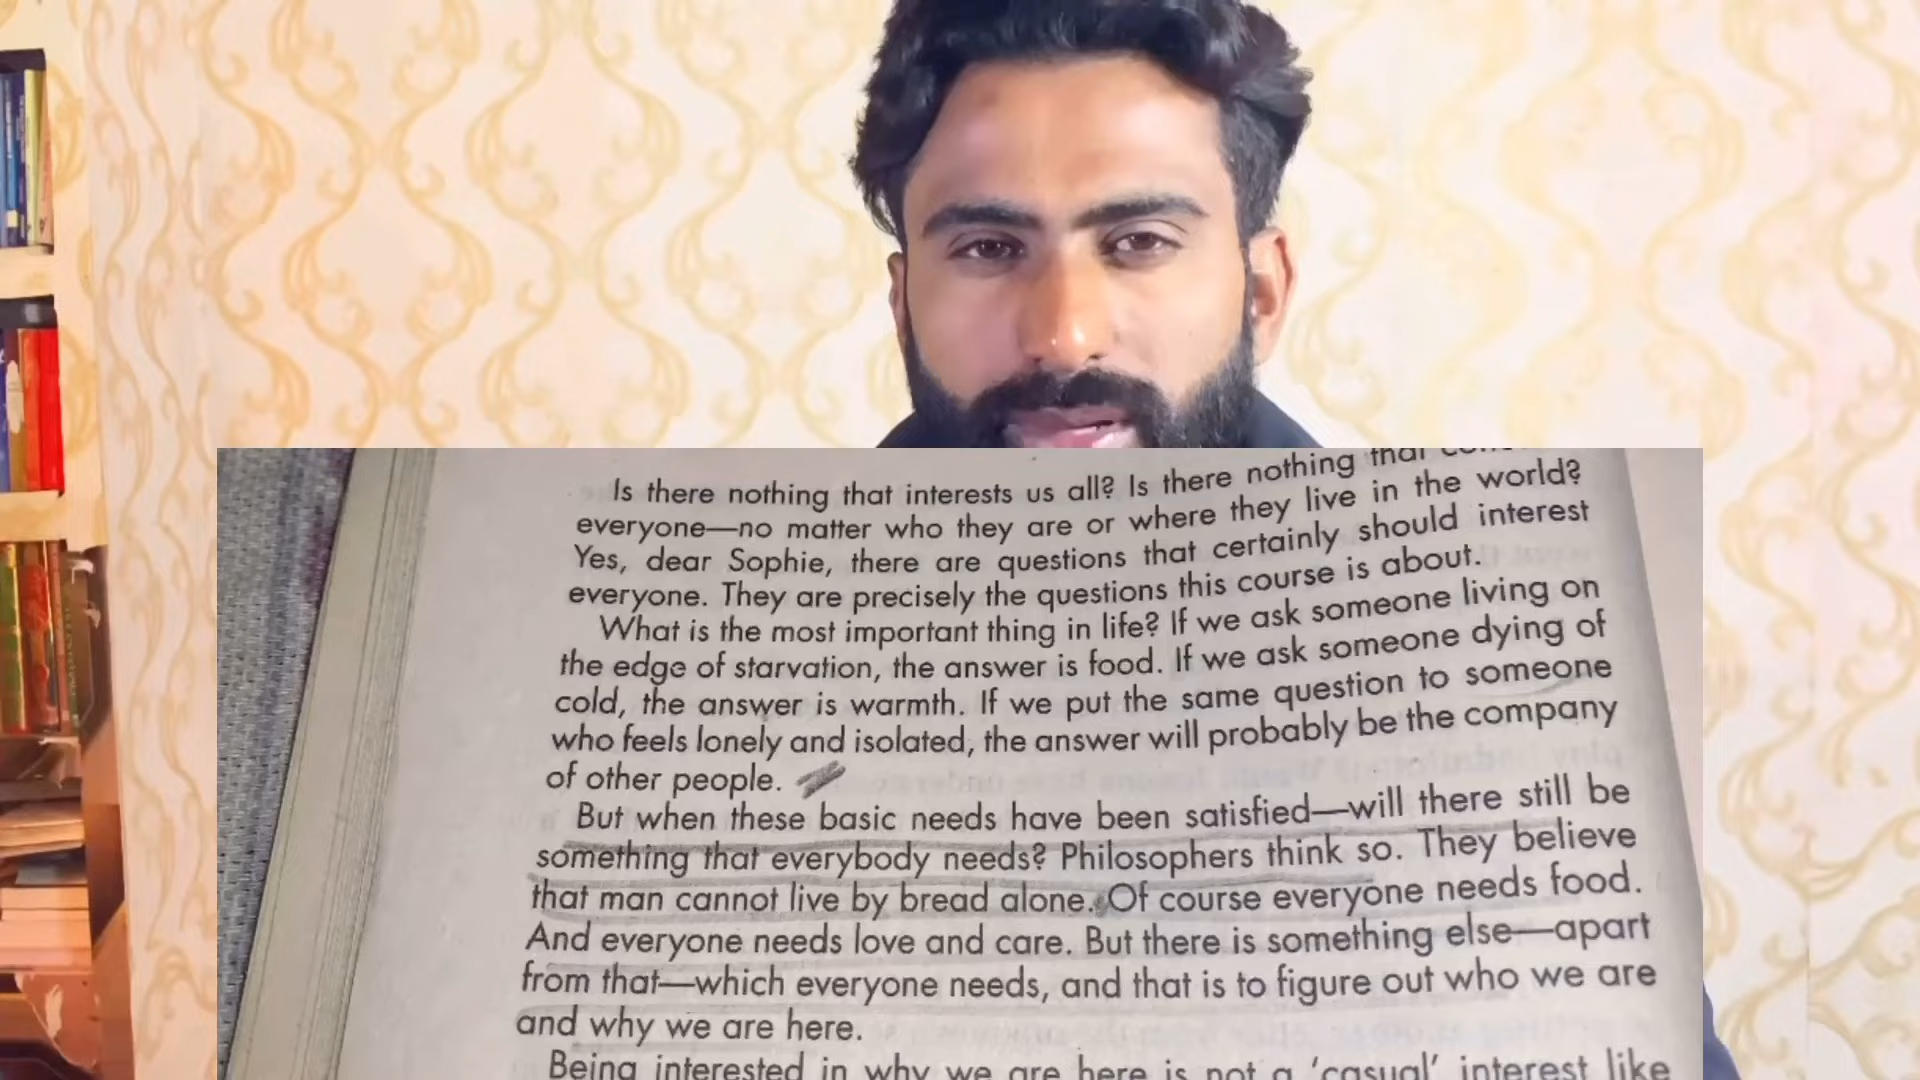 Is there nothing that interests us all? Is there nothing that
everyone—no matter who they are or where they live in the world?
Yes, dear Sophie, there are questions that certainly should interest
everyone. They are precisely the questions this course is about.
What is the most important thing in life? If we ask someone living on
the edge of starvation, the answer is food. If we ask someone dying of
cold, the answer is warmth. If we put the same question to someone
who feels lonely and isolated, the answer will probably be the company
of other people.
But when these basic needs have been satisfied—will there still be
something that everybody needs? Philosophers think so. They believe
that man cannot live by bread alone. Of course everyone needs food.
And everyone needs love and care. But there is something else—apart
from that—which everyone needs, and that is to figure out who we are
and why we are here.
Being interested in why we are here is not a ‘casual’ interest like